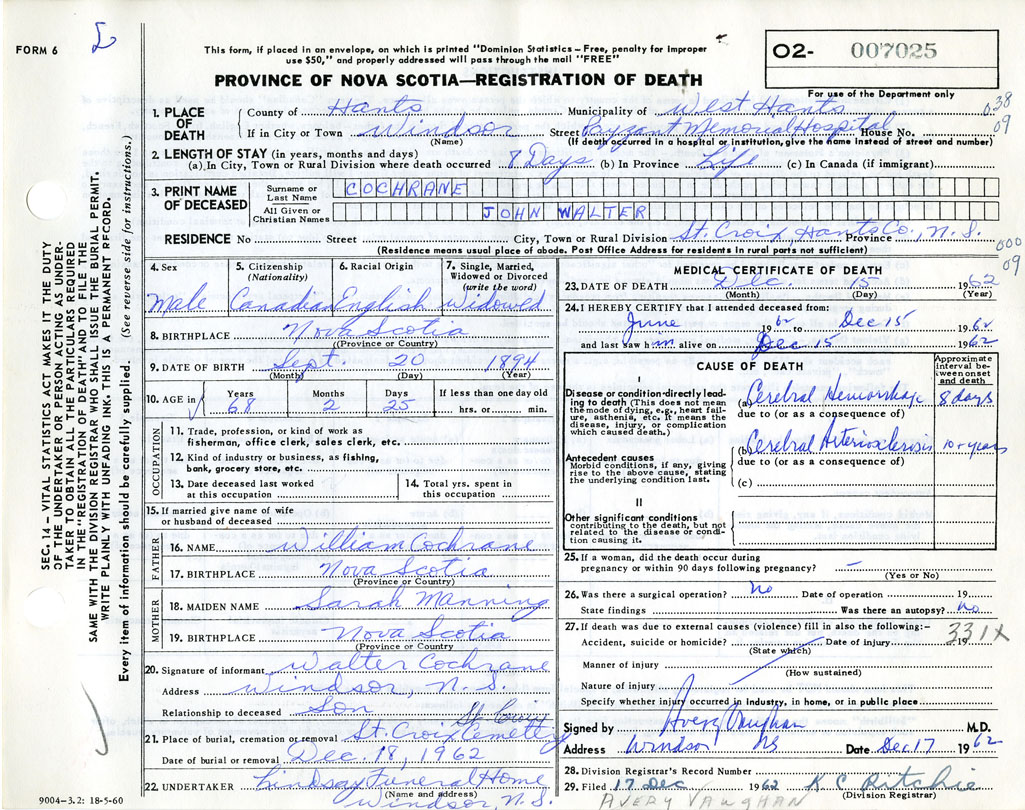 FORM 6
This form, if placed in an envelope, on which is printed "Dominion Statistics – Free, penalty for improper
use $50," and properly addressed will pass through the mail "FREE"
PROVINCE OF NOVA SCOTIA—REGISTRATION OF DEATH
O2- 007025
For use of the Department only
SEC. 14 – VITAL STATISTICS ACT MAKES IT THE DUTY
OF THE UNDERTAKER OR PERSON ACTING AS UNDER-
TAKER TO OBTAIN ALL THE PARTICULARS REQUIRED
IN THE "REGISTRATION OF DEATH" AND TO FILE THE
SAME WITH THE DIVISION REGISTRAR WHO SHALL ISSUE THE BURIAL PERMIT.
WRITE PLAINLY WITH UNFADING INK. THIS IS A PERMANENT RECORD.
Every item of information should be carefully supplied. (See reverse side for instructions.)
1. PLACE OF DEATH
County of Hants Municipality of West Hants 038
If in City or Town Windsor Street Payzant Memorial Hospital House No. 09
(Name) (If death occurred in a hospital or institution, give the name instead of street and number)
2. LENGTH OF STAY (in years, months and days)
(a) In City, Town or Rural Division where death occurred 8 Days (b) In Province Life (c) In Canada (if immigrant)
3. PRINT NAME OF DECEASED
Surname or Last Name COCHRANE
All Given or Christian Names JOHN WALTER
RESIDENCE No Street City, Town or Rural Division St. Croix, Hants Co., Province N. S.
(Residence means usual place of abode. Post Office Address for residents in rural parts not sufficient)
000
09
4. Sex Male
5. Citizenship (Nationality) Canadian
6. Racial Origin English
7. Single, Married, Widowed or Divorced (write the word) Widowed
8. BIRTHPLACE Nova Scotia
(Province or Country)
9. DATE OF BIRTH Sept. 20 1894
(Month) (Day) (Year)
10. AGE in Years 68 Months 2 Days 25 If less than one day old hrs. or min.
OCCUPATION
11. Trade, profession, or kind of work as
fisherman, office clerk, sales clerk, etc.
12. Kind of industry or business, as fishing,
bank, grocery store, etc.
13. Date deceased last worked
at this occupation
14. Total yrs. spent in
this occupation
15. If married give name of wife
or husband of deceased
FATHER
16. NAME William Cochrane
17. BIRTHPLACE Nova Scotia
(Province or Country)
MOTHER
18. MAIDEN NAME Sarah Manning
19. BIRTHPLACE Nova Scotia
(Province or Country
20. Signature of informant Walter Cochrane
Address Windsor, N. S.
Relationship to deceased Son
St. Croix
21. Place of burial, cremation or removal St. Croix Cemetery
Date of burial or removal Dec. 18, 1962
22. UNDERTAKER Lindsay Funeral Home
(Name and address)
Windsor, N. S.
9004–3.2: 18-5-60
MEDICAL CERTIFICATE OF DEATH
23. DATE OF DEATH Dec. 15 1962
(Month) (Day) (Year)
24. I HEREBY CERTIFY that I attended deceased from:
June 1962 to Dec 15 1962
and last saw h m alive on Dec 15 1962
CAUSE OF DEATH
Approximate interval between onset and death
I
Disease or condition directly leading to death (This does not mean
the mode of dying, e.g., heart failure, asthenia, etc. It means the
disease, injury, or complication
which caused death.)
(a) Cerebral Hemorrhage 8 days
due to (or as a consequence of)
Antecedent causes
Morbid conditions, if any, giving
rise to the above cause, stating
the underlying condition last.
(b) Cerebral Arteriosclerosis 10+ years
due to (or as a consequence of)
(c)
II
Other significant conditions
contributing to the death, but not
related to the disease or condi-
tion causing it.
25. If a woman, did the death occur during
pregnancy or within 90 days following pregnancy? –
(Yes or No)
26. Was there a surgical operation? No Date of operation 19
State findings Was there an autopsy? No
27. If death was due to external causes (violence) fill in also the following:– 331X
Accident, suicide or homicide? Date of injury 19
(State which)
Manner of injury
(How sustained)
Nature of injury
Specify whether injury occurred in industry, in home, or in public place
Signed by Avery Vaughan M.D.
Address Windsor NS Date Dec 17 1962
28. Division Registrar's Record Number
29. Filed 17 Dec 1962 K C Ritchie
(Division Registrar)
AVERY VAUGHAN